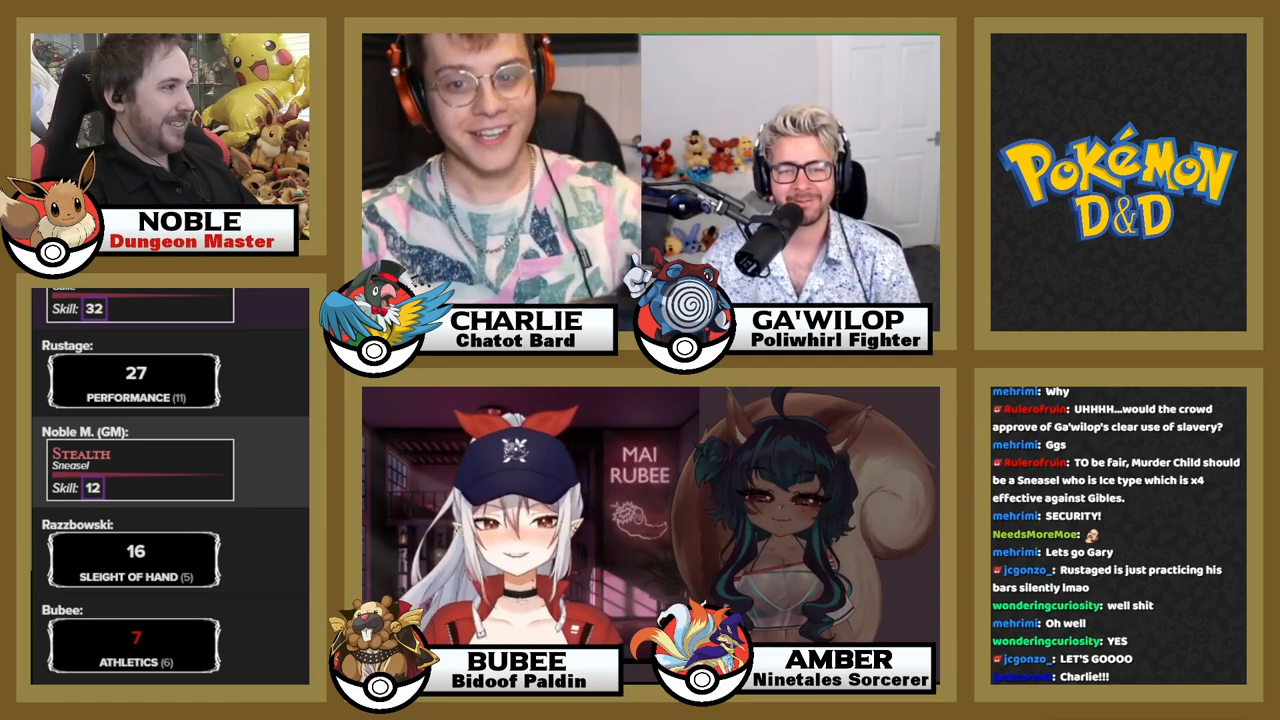 NOBLE
Dungeon Master
Skill: 32
Rustage:
27
PERFORMANCE (11)
Noble M. (GM):
STEALTH
Sneasel
Skill: 12
Razzbowski:
16
SLEIGHT OF HAND (5)
Bubee:
7
ATHLETICS (6)
CHARLIE
Chatot Bard
GA'WILOP
Poliwhirl Fighter
MAI
RUBEE
BUBEE
Bidoof Paldin
AMBER
Ninetales Sorcerer
POKéMON
D&D
mehrimi: Why
Rulerofruin: UHHHH...would the crowd
approve of Ga'wilop's clear use of slavery?
mehrimi: Ggs
Rulerofruin: TO be fair, Murder Child should
be a Sneasel who is Ice type which is x4
effective against Gibles.
mehrimi: SECURITY!
NeedsMoreMoe:
mehrimi: Lets go Gary
jcgonzo_: Rustaged is just practicing his
bars silently lmao
wonderingcuriosity: well shit
mehrimi: Oh well
wonderingcuriosity: YES
jcgonzo_: LET'S GOOOO
: Charlie!!!